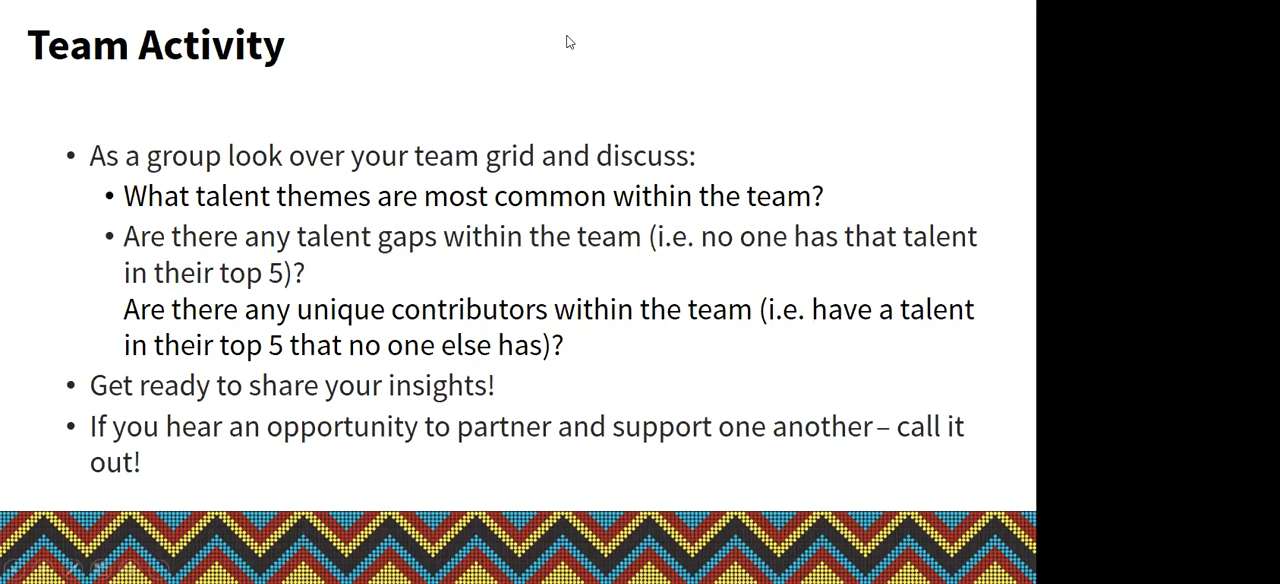 Team Activity
• As a group look over your team grid and discuss:
• What talent themes are most common within the team?
• Are there any talent gaps within the team (i.e. no one has that talent
in their top 5)?
Are there any unique contributors within the team (i.e. have a talent
in their top 5 that no one else has)?
• Get ready to share your insights!
• If you hear an opportunity to partner and support one another – call it
out!